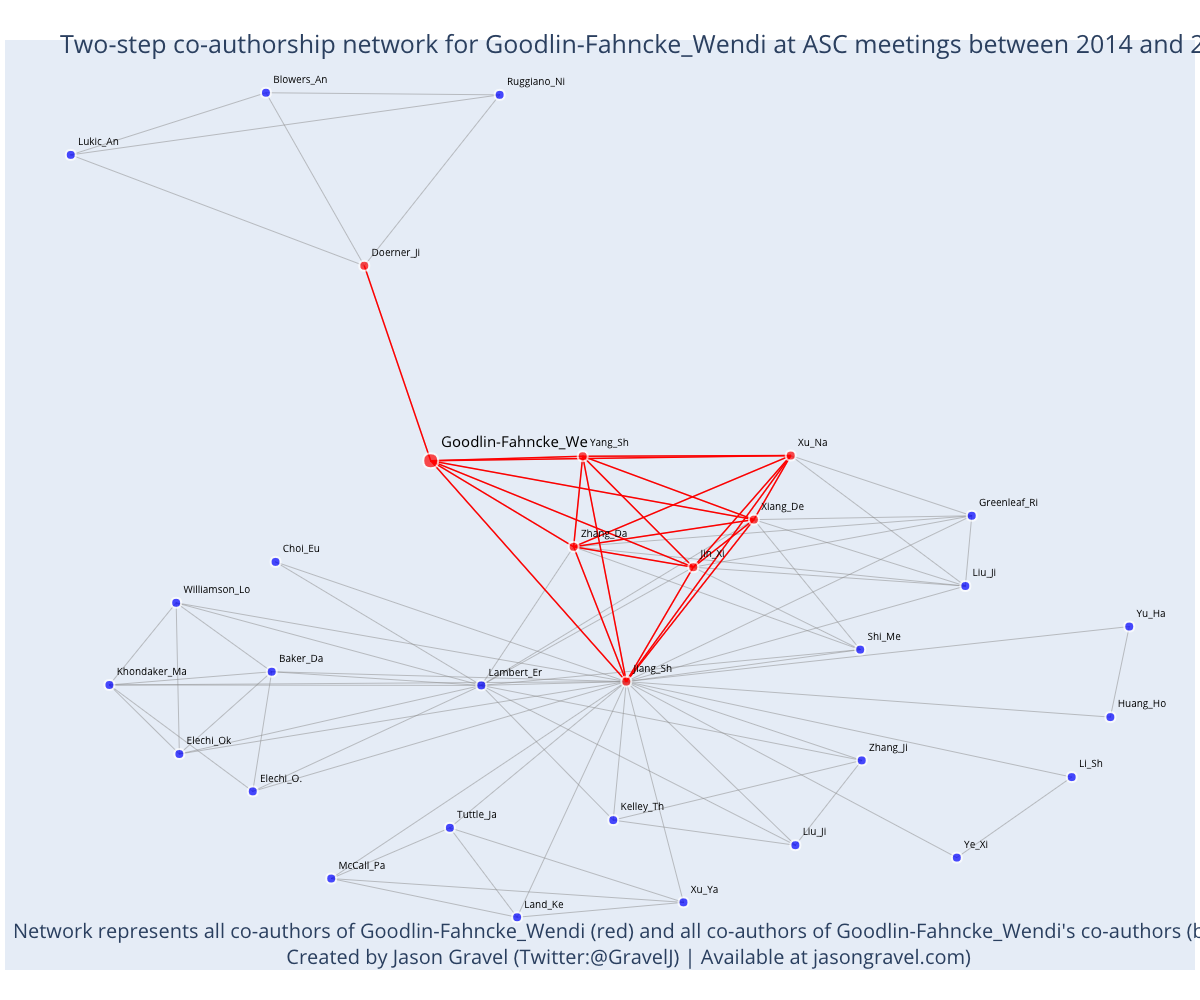 Two-step co-authorship network for Goodlin-Fahncke_Wendi at ASC meetings between 2014 and 2
Blowers_An
Ruggiano_Ni
Lukic_An
Doerner_Ji
Goodlin-Fahncke_We
Yang_Sh
Xu_Na
Greenleaf_Ri
Xiang_De
Zhang_Da
Choi_Eu
Jin_Xi
Liu_Ji
Williamson_Lo
Yu_Ha
Shi_Me
Baker_Da
Khondaker_Ma
Lambert_Er
Jiang_Sh
Huang_Ho
Elechi_Ok
Zhang_Ji
Li_Sh
Elechi_O.
Kelley_Th
Tuttle_Ja
Liu_Ji
Ye_Xi
McCall_Pa
Xu_Ya
Land_Ke
Network represents all co-authors of Goodlin-Fahncke_Wendi (red) and all co-authors of Goodlin-Fahncke_Wendi's co-authors (b
Created by Jason Gravel (Twitter:@GravelJ) | Available at jasongravel.com)